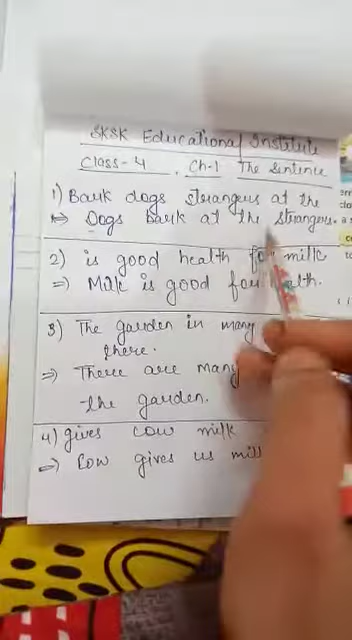 SKSK Educational Institute
Class-4 Ch-1 The Sentence
1) Bark dogs strangers at the
=> Dogs bark at the strangers.
2) is good health for milk
=> Milk is good for health.
3) The garden in many
there.
=> There are many
the garden.
4) gives cow milk
=> Cow gives us